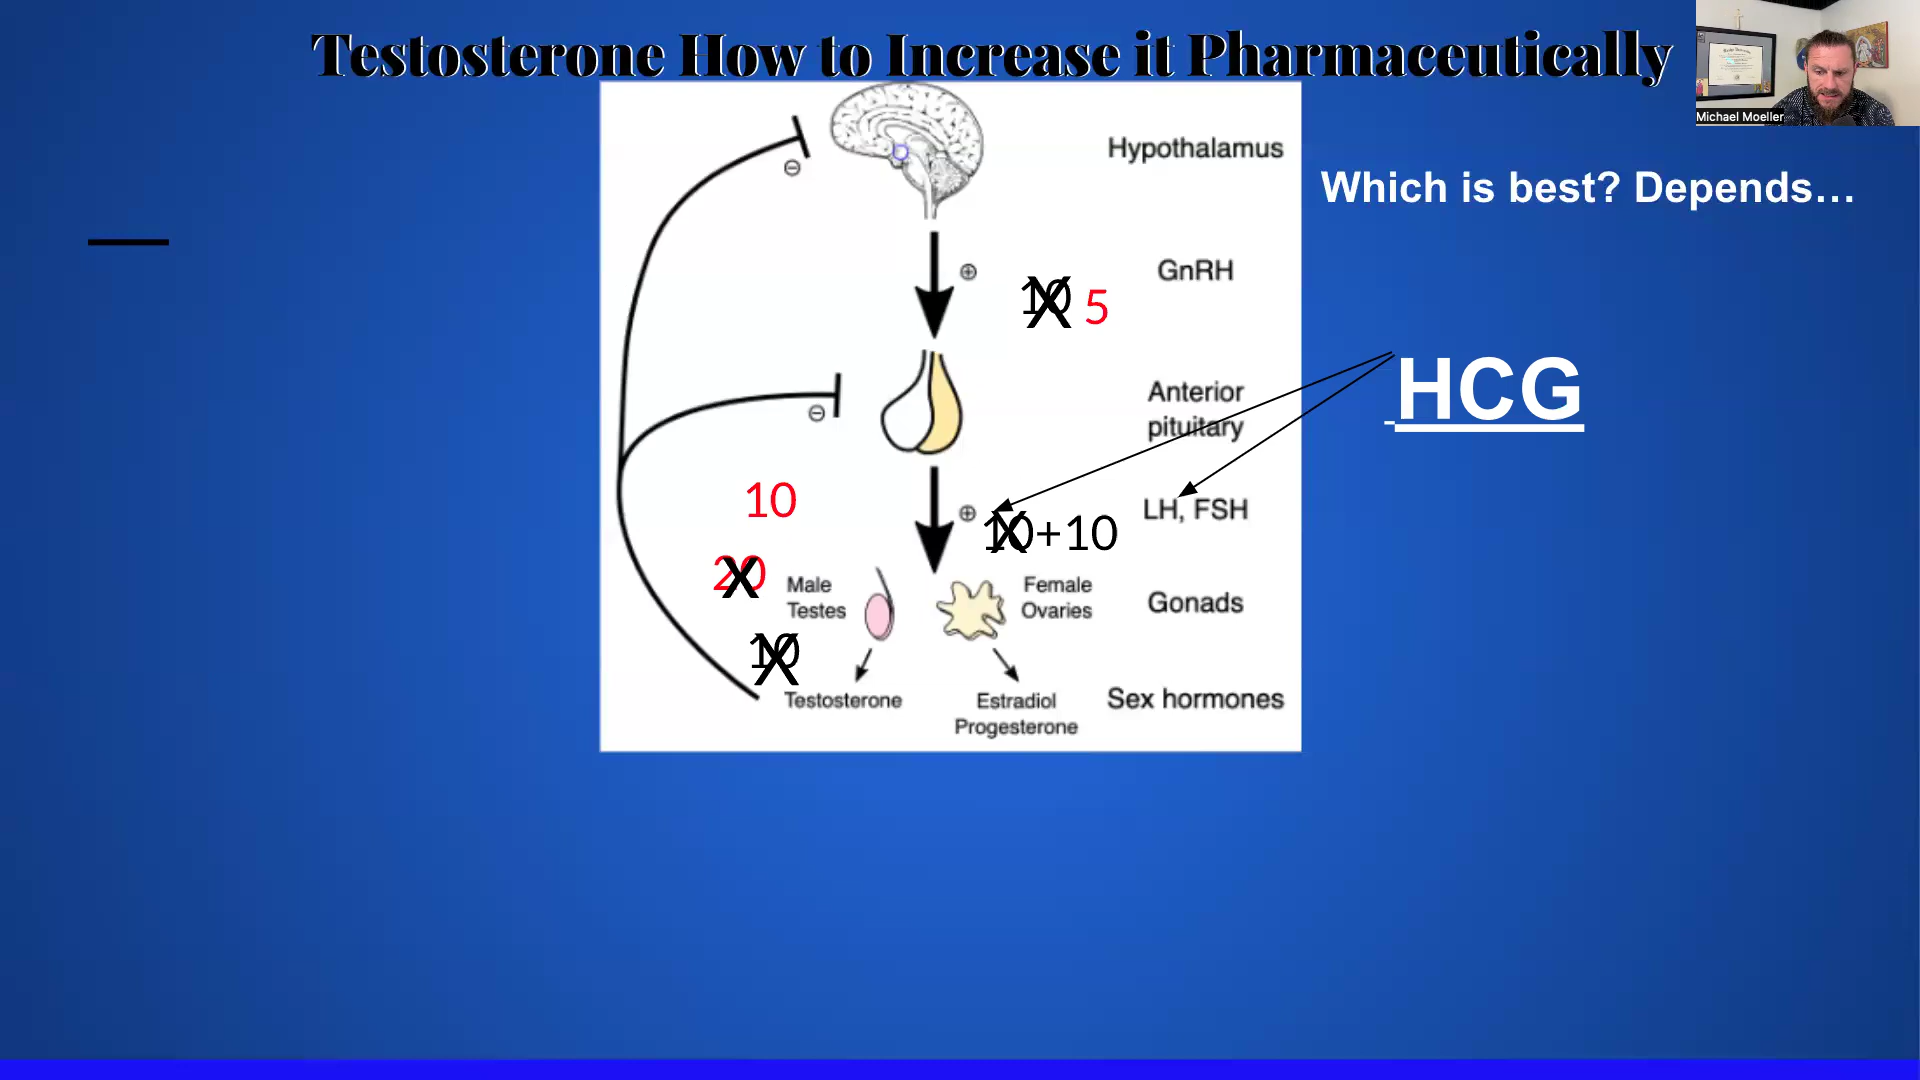 Testosterone How to Increase it Pharmaceutically
Michael Moeller
Hypothalamus
Which is best? Depends...
GnRH
10 X 5
HCG
Anterior
pituitary
10
LH, FSH
10 X +10
20 X
Male
Testes
Female
Ovaries
Gonads
10 X
Testosterone
Estradiol
Progesterone
Sex hormones